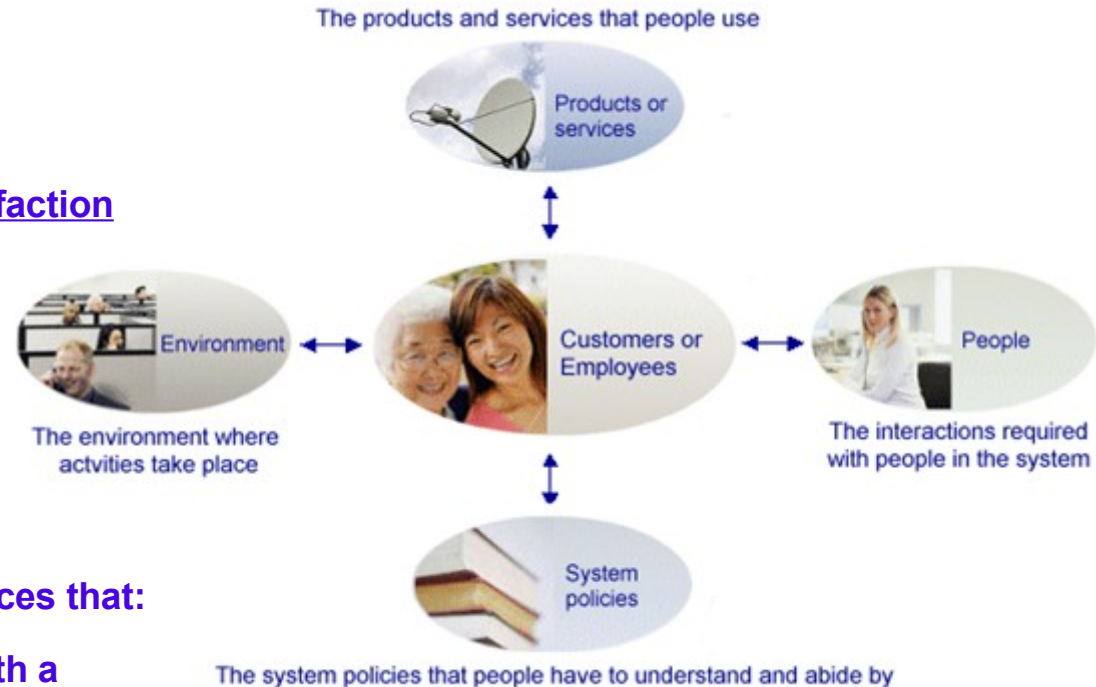 The products and services that people use
Products or
services
faction
Environment
Customers or
Employees
People
The environment where
actvities take place
The interactions required
with people in the system
ces that:
System
policies
th a
The system policies that people have to understand and abide by